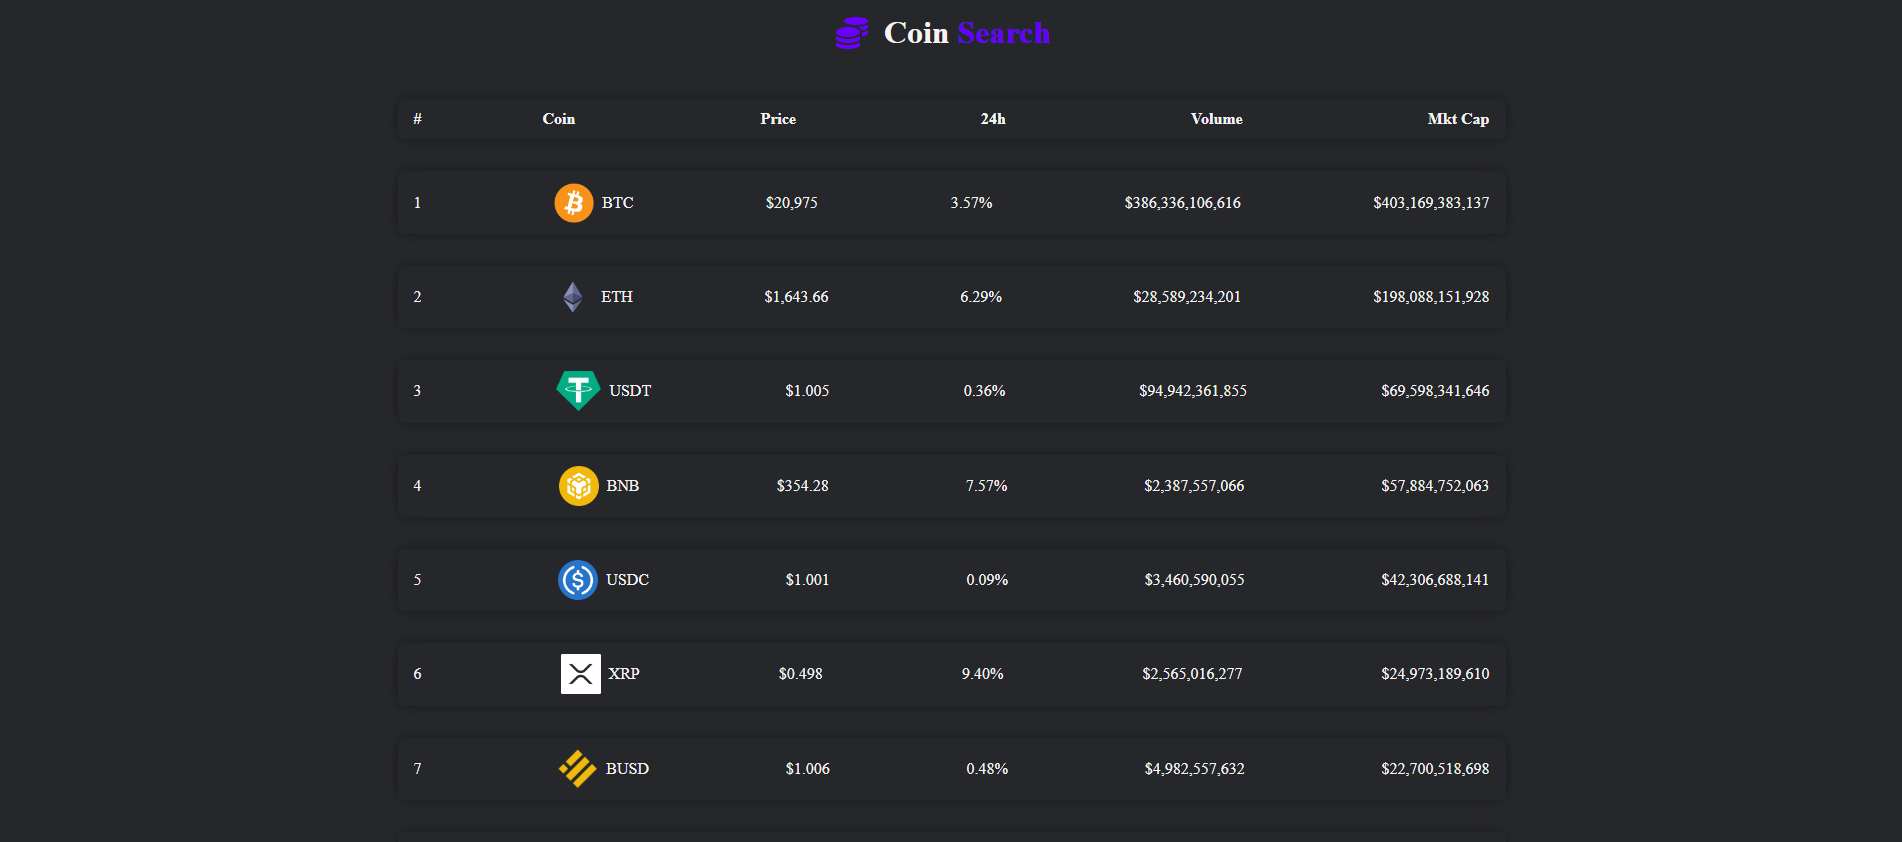 Coin Search
# Coin Price 24h Volume Mkt Cap
1 BTC $20,975 3.57% $386,336,106,616 $403,169,383,137
2 ETH $1,643.66 6.29% $28,589,234,201 $198,088,151,928
3 USDT $1.005 0.36% $94,942,361,855 $69,598,341,646
4 BNB $354.28 7.57% $2,387,557,066 $57,884,752,063
5 USDC $1.001 0.09% $3,460,590,055 $42,306,688,141
6 XRP $0.498 9.40% $2,565,016,277 $24,973,189,610
7 BUSD $1.006 0.48% $4,982,557,632 $22,700,518,698